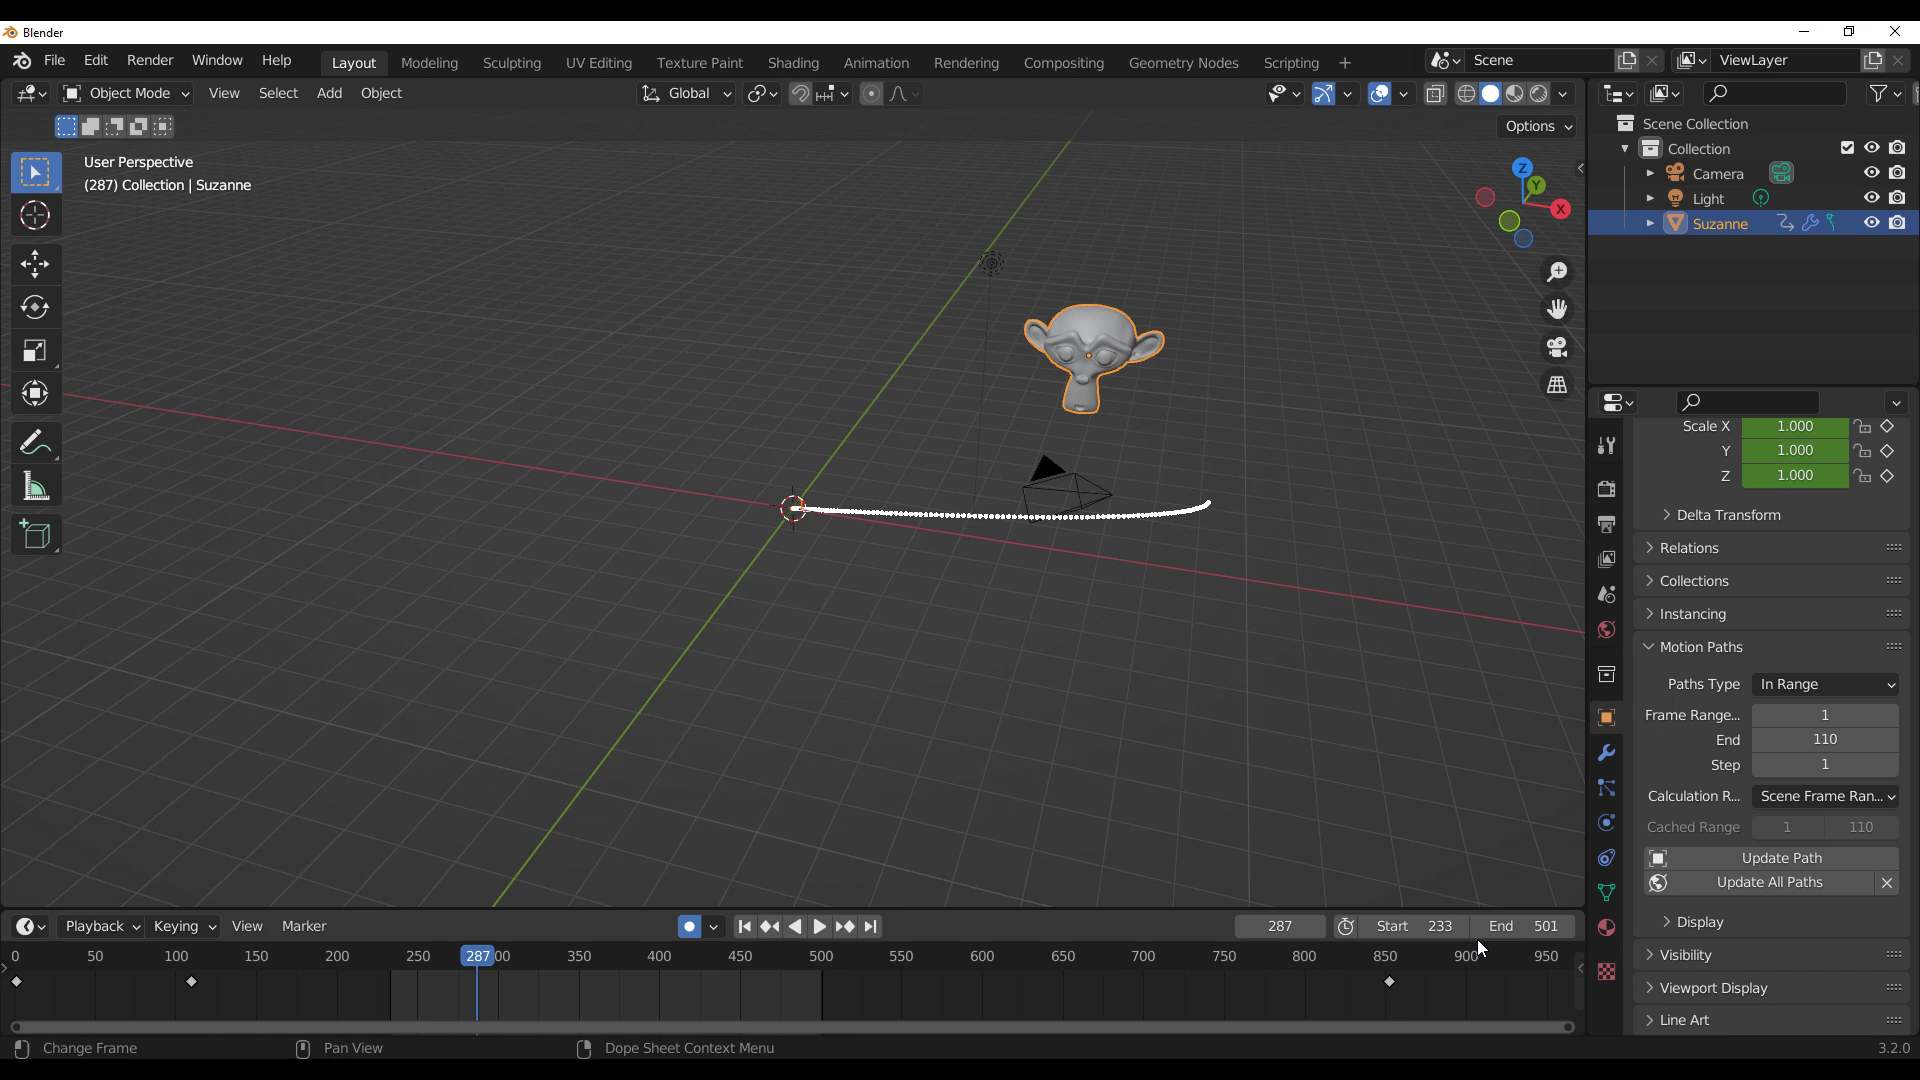 Blender
File Edit Render Window Help Layout Modeling Sculpting UV Editing Texture Paint Shading Animation Rendering Compositing Geometry Nodes Scripting + Scene ViewLayer
Object Mode View Select Add Object Global
Options
User Perspective
(287) Collection | Suzanne
Z
Y
X
Scene Collection
Collection
Camera
Light
Suzanne
Scale X 1.000
Y 1.000
Z 1.000
Delta Transform
Relations
Collections
Instancing
Motion Paths
Paths Type In Range
Frame Range... 1
End 110
Step 1
Calculation R... Scene Frame Ran...
Cached Range 1 110
Update Path
Update All Paths
Display
Visibility
Viewport Display
Line Art
Playback Keying View Marker 287 Start 233 End 501
0 50 100 150 200 250 287 00 350 400 450 500 550 600 650 700 750 800 850 900 950
Change Frame Pan View Dope Sheet Context Menu 3.2.0